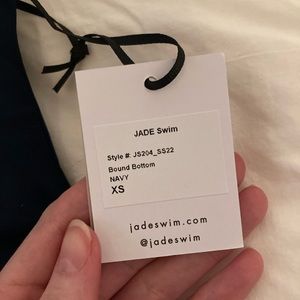 JADE Swim
Style #: JS204_SS22
Bound Bottom
NAVY
XS
jadeswim.com
@jadeswim